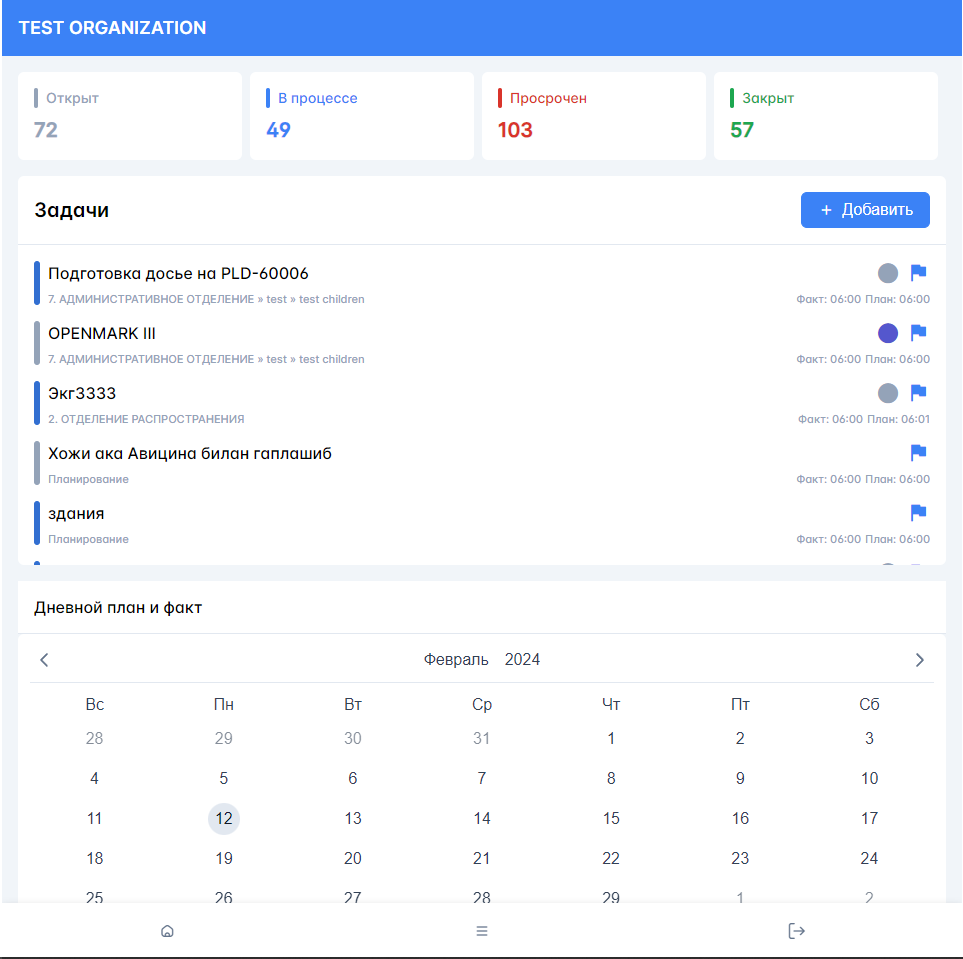 TEST ORGANIZATION
Открыт
72
В процессе
49
Просрочен
103
Закрыт
57
Задачи
+ Добавить
Подготовка досье на PLD-60006
7. АДМИНИСТРАТИВНОЕ ОТДЕЛЕНИЕ » test » test children
Факт: 06:00 План: 06:00
OPENMARK III
7. АДМИНИСТРАТИВНОЕ ОТДЕЛЕНИЕ » test » test children
Факт: 06:00 План: 06:00
Экг3333
2. ОТДЕЛЕНИЕ РАСПРОСТРАНЕНИЯ
Факт: 06:00 План: 06:01
Хожи ака Авицина билан гаплашиб
Планирование
Факт: 06:00 План: 06:00
здания
Планирование
Факт: 06:00 План: 06:00
Дневной план и факт
Февраль 2024
Вс Пн Вт Ср Чт Пт Сб
28 29 30 31 1 2 3
4 5 6 7 8 9 10
11 12 13 14 15 16 17
18 19 20 21 22 23 24
25 26 27 28 29 1 2